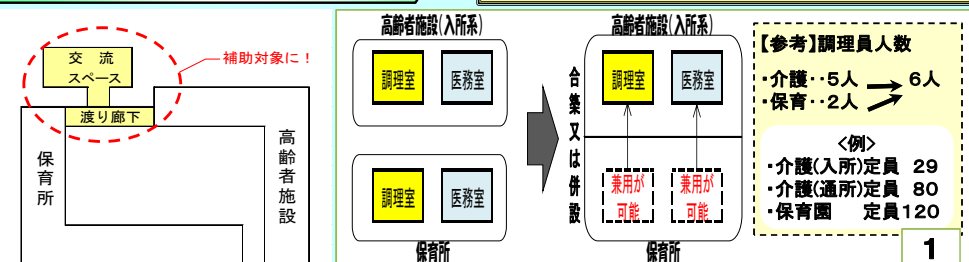 交 流
スペース
補助対象に！
渡り廊下
保育所
高齢者施設
高齢者施設(入所系)
調理室
医務室
調理室
医務室
保育所
合築又は併設
高齢者施設(入所系)
調理室
医務室
兼用が
可能
兼用が
可能
保育所
【参考】調理員人数
・介護‥5人
6人
・保育‥2人
<例>
・介護(入所)定員 29
・介護(通所)定員 80
・保育園 定員120
1